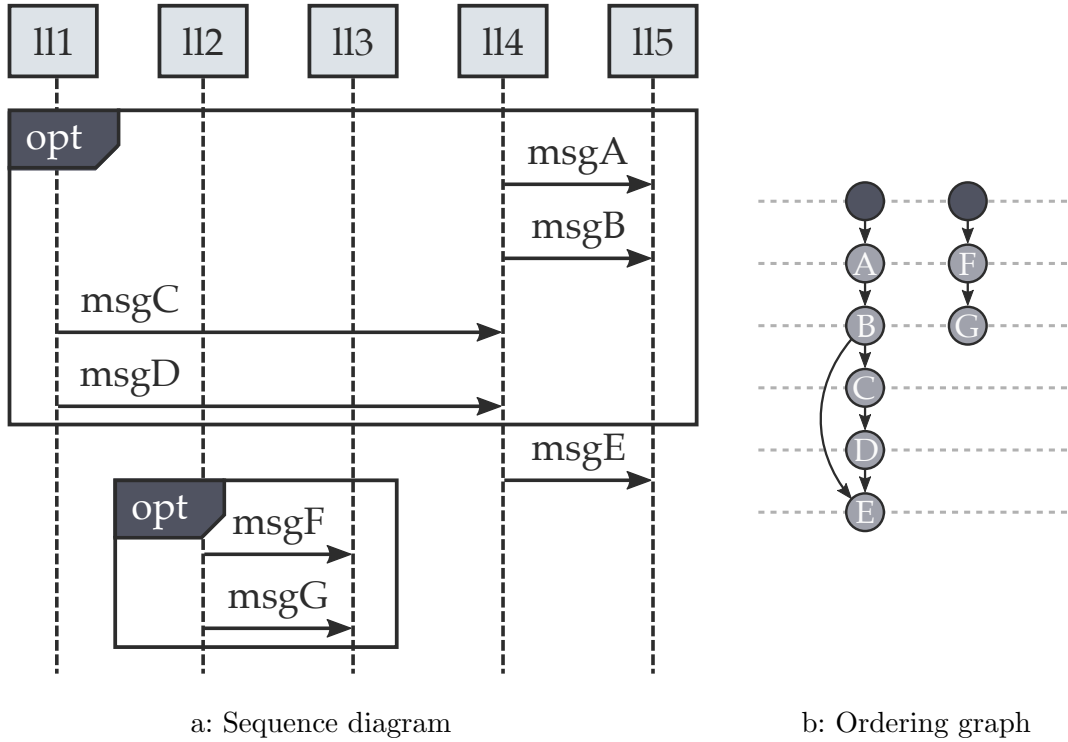 ll1 ll2 ll3 ll4 ll5
opt
msgA
msgB
msgC
msgD
msgE
opt
msgF
msgG
A F
B G
C
D
E
a: Sequence diagram
b: Ordering graph